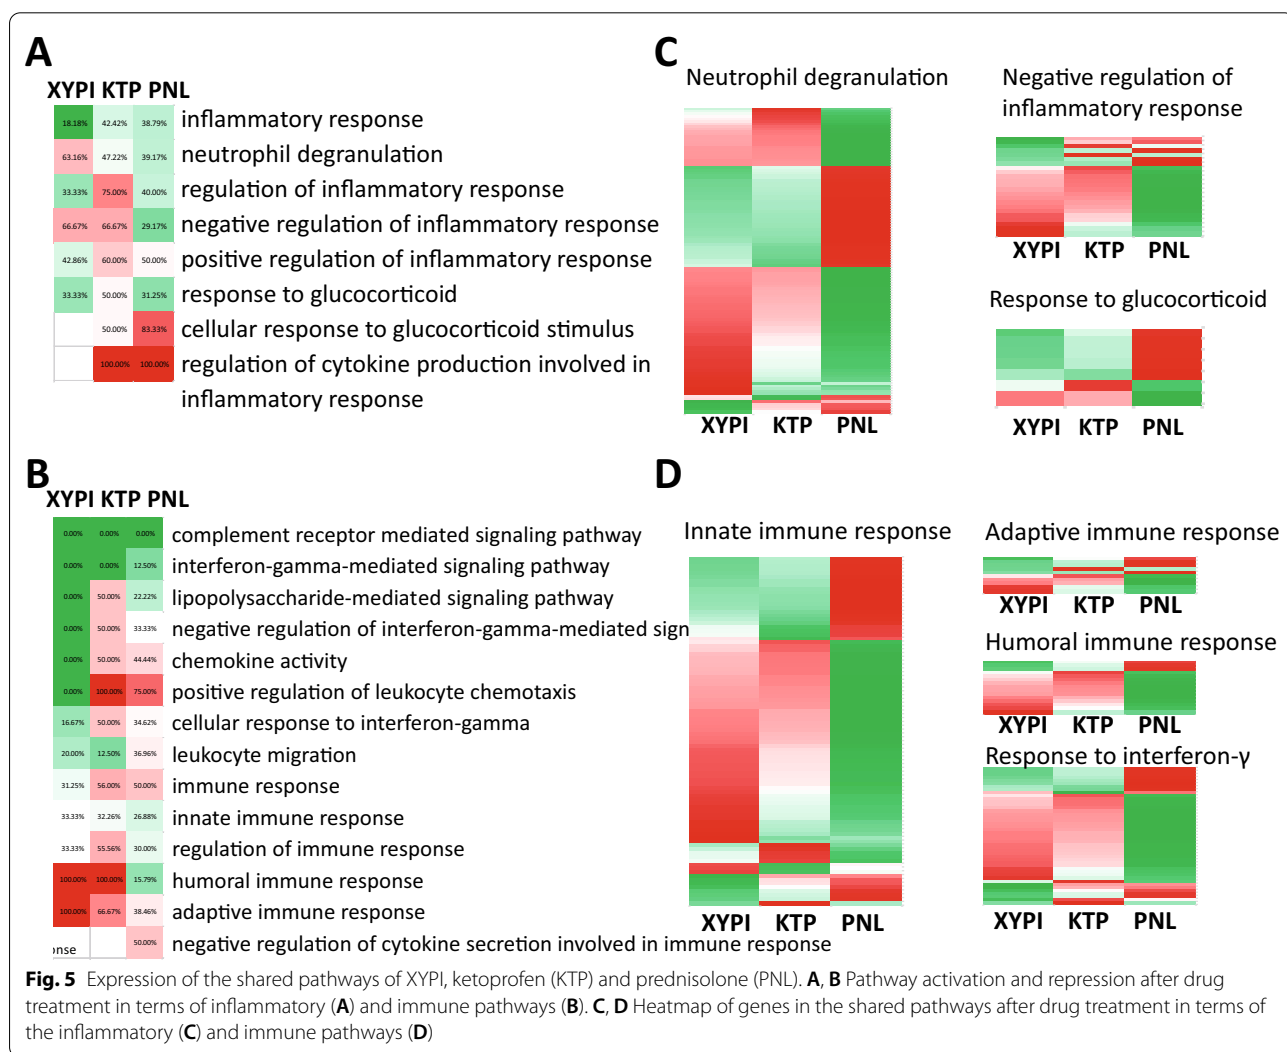 A
XYPI KTP PNL
18.18% 42.42% 38.79% inflammatory response
63.16% 47.22% 39.17% neutrophil degranulation
33.33% 75.00% 40.00% regulation of inflammatory response
66.67% 66.67% 29.17% negative regulation of inflammatory response
42.86% 60.00% 50.00% positive regulation of inflammatory response
33.33% 50.00% 31.25% response to glucocorticoid
50.00% 83.33% cellular response to glucocorticoid stimulus
100.00% 100.00% regulation of cytokine production involved in
inflammatory response
C
Neutrophil degranulation
XYPI KTP PNL
Negative regulation of
inflammatory response
XYPI KTP PNL
Response to glucocorticoid
XYPI KTP PNL
B
XYPI KTP PNL
0.00% 0.00% 0.00% complement receptor mediated signaling pathway
0.00% 0.00% 12.50% interferon-gamma-mediated signaling pathway
0.00% 50.00% 22.22% lipopolysaccharide-mediated signaling pathway
0.00% 50.00% 33.33% negative regulation of interferon-gamma-mediated sign
0.00% 50.00% 44.44% chemokine activity
0.00% 100.00% 75.00% positive regulation of leukocyte chemotaxis
16.67% 50.00% 34.62% cellular response to interferon-gamma
20.00% 12.50% 36.96% leukocyte migration
31.25% 56.00% 50.00% immune response
33.33% 32.26% 26.88% innate immune response
33.33% 55.56% 30.00% regulation of immune response
100.00% 100.00% 15.79% humoral immune response
100.00% 66.67% 38.46% adaptive immune response
onse 50.00% negative regulation of cytokine secretion involved in immune response
D
Innate immune response
XYPI KTP PNL
Adaptive immune response
XYPI KTP PNL
Humoral immune response
XYPI KTP PNL
Response to interferon-γ
XYPI KTP PNL
Fig. 5 Expression of the shared pathways of XYPI, ketoprofen (KTP) and prednisolone (PNL). A, B Pathway activation and repression after drug
treatment in terms of inflammatory (A) and immune pathways (B). C, D Heatmap of genes in the shared pathways after drug treatment in terms of
the inflammatory (C) and immune pathways (D)